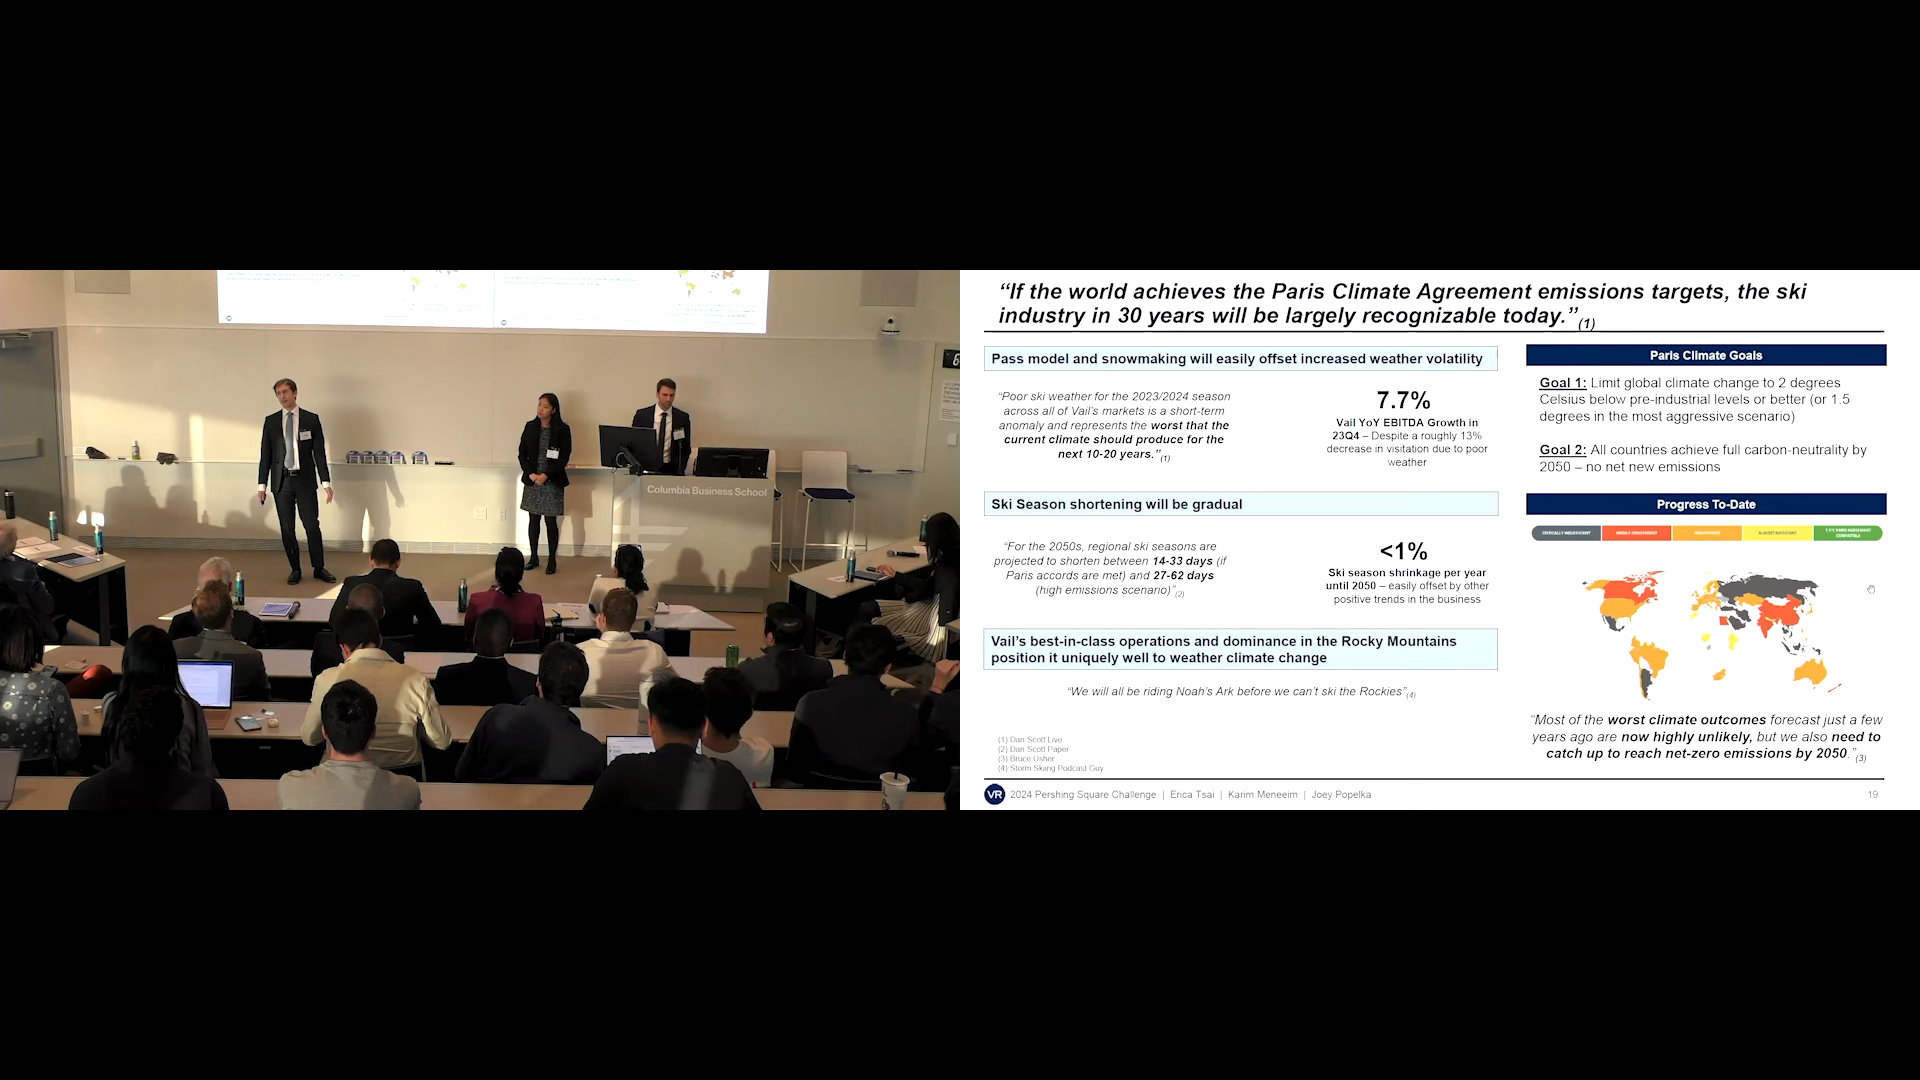 Columbia Business School
“If the world achieves the Paris Climate Agreement emissions targets, the ski
industry in 30 years will be largely recognizable today.”(1)
Pass model and snowmaking will easily offset increased weather volatility
“Poor ski weather for the 2023/2024 season
across all of Vail’s markets is a short-term
anomaly and represents the worst that the
current climate should produce for the
next 10-20 years.”(1)
7.7%
Vail YoY EBITDA Growth in
23Q4 – Despite a roughly 13%
decrease in visitation due to poor
weather
Ski Season shortening will be gradual
“For the 2050s, regional ski seasons are
projected to shorten between 14-33 days (if
Paris accords are met) and 27-62 days
(high emissions scenario)”(2)
<1%
Ski season shrinkage per year
until 2050 – easily offset by other
positive trends in the business
Vail’s best-in-class operations and dominance in the Rocky Mountains
position it uniquely well to weather climate change
“We will all be riding Noah’s Ark before we can’t ski the Rockies”(4)
(1) Dan Scott Live
(2) Dan Scott Paper
(3) Bruce Usher
(4) Storm Skiing Podcast Guy
Paris Climate Goals
Goal 1: Limit global climate change to 2 degrees
Celsius below pre-industrial levels or better (or 1.5
degrees in the most aggressive scenario)
Goal 2: All countries achieve full carbon-neutrality by
2050 – no net new emissions
Progress To-Date
CRITICALLY INSUFFICIENT
HIGHLY INSUFFICIENT
INSUFFICIENT
ALMOST SUFFICIENT
1.5°C PARIS AGREEMENT
COMPATIBLE
“Most of the worst climate outcomes forecast just a few
years ago are now highly unlikely, but we also need to
catch up to reach net-zero emissions by 2050.”(3)
VR
2024 Pershing Square Challenge | Erica Tsai | Karim Meneeim | Joey Popelka
19